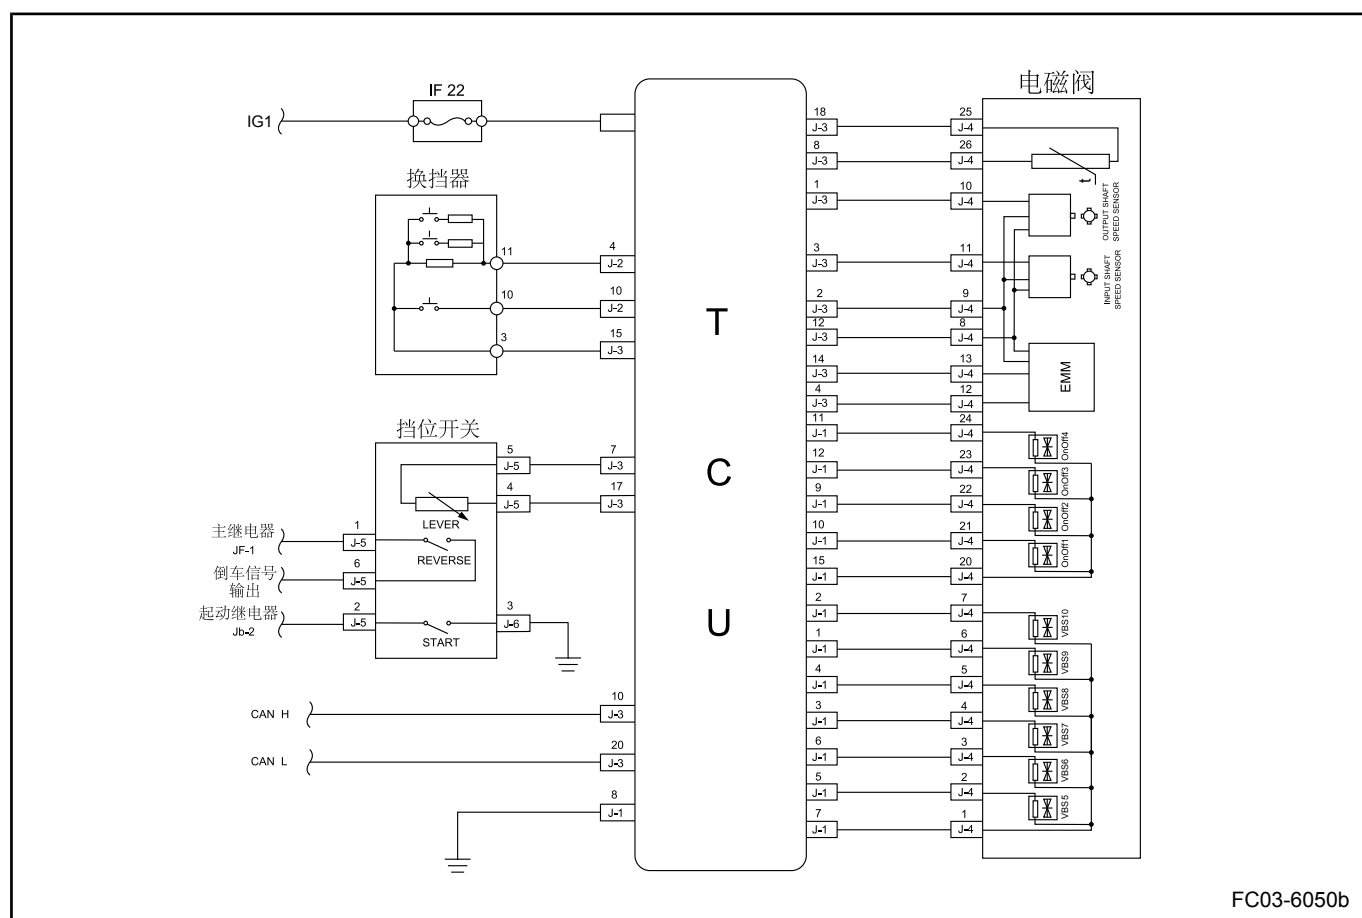 IF 22
IG1
换挡器
11
10
3
4
J-2
10
J-2
15
J-3
挡位开关
5
J-5
4
J-5
7
J-3
17
J-3
LEVER
主继电器
JF-1
1
J-5
REVERSE
倒车信号
输出
6
J-5
起动继电器
Jb-2
2
J-5
START
3
J-6
CAN H
10
J-3
CAN L
20
J-3
8
J-1
T
C
U
18
J-3
8
J-3
1
J-3
3
J-3
2
J-3
12
J-3
14
J-3
4
J-3
11
J-1
12
J-1
9
J-1
10
J-1
15
J-1
2
J-1
1
J-1
4
J-1
3
J-1
6
J-1
5
J-1
7
J-1
电磁阀
25
J-4
26
J-4
10
J-4
11
J-4
9
J-4
8
J-4
13
J-4
12
J-4
24
J-4
23
J-4
22
J-4
21
J-4
20
J-4
7
J-4
6
J-4
5
J-4
4
J-4
3
J-4
2
J-4
1
J-4
t
OUTPUT SHAFT
SPEED SENSOR
INPUT SHAFT
SPEED SENSOR
EMM
OnOff4
OnOff3
OnOff2
OnOff1
VBS10
VBS9
VBS8
VBS7
VBS6
VBS5
FC03-6050b